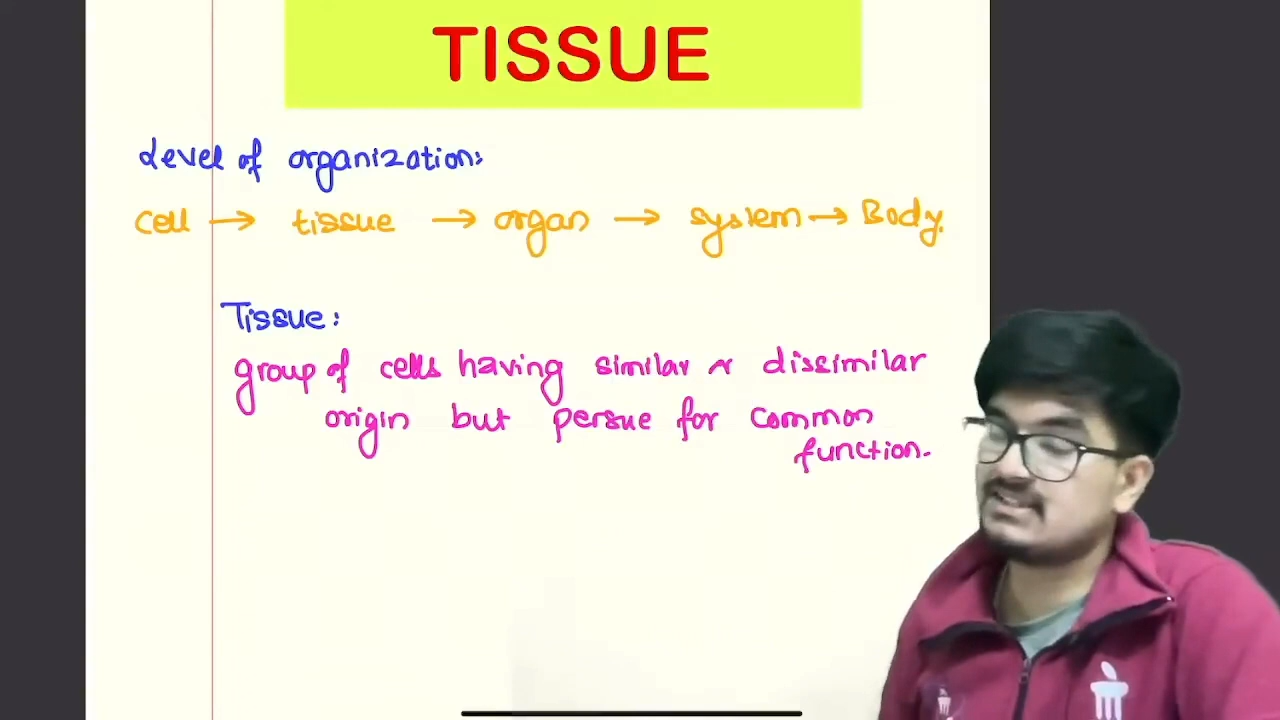 TISSUE
Level of organization:
cell → tissue → organ → system → Body.
Tissue:
group of cells having similar or dissimilar
origin but persue for common
function.